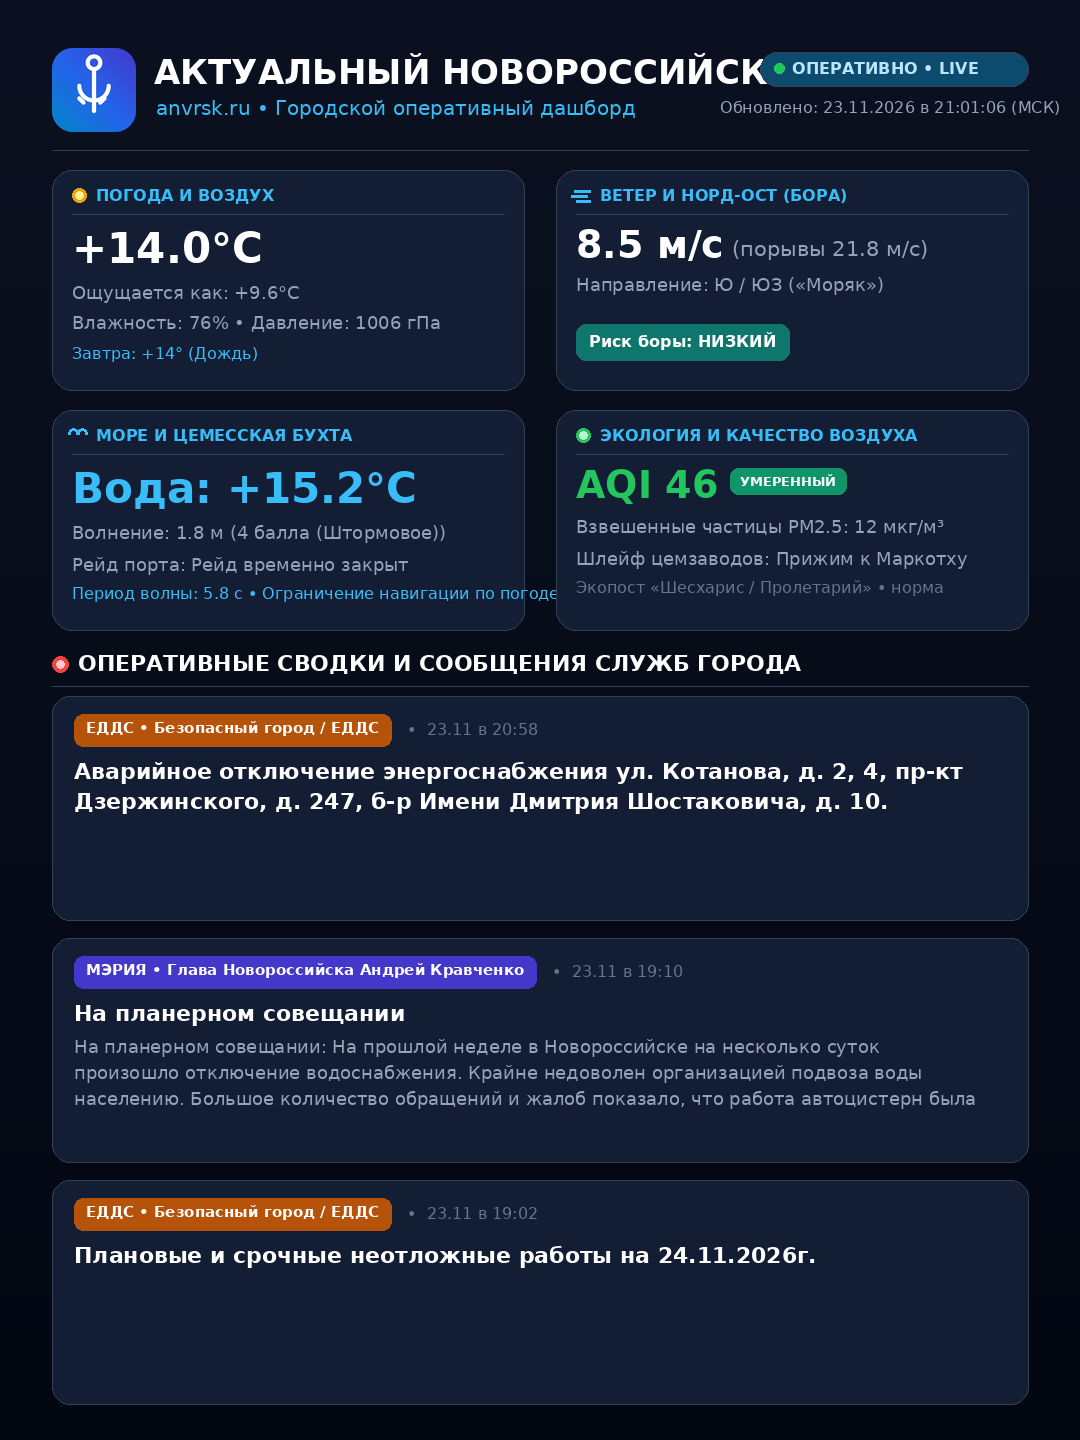 АКТУАЛЬНЫЙ НОВОРОССИЙСК
ОПЕРАТИВНО • LIVE
anvrsk.ru • Городской оперативный дашборд
Обновлено: 23.11.2026 в 21:01:06 (МСК)
ПОГОДА И ВОЗДУХ
+14.0°C
Ощущается как: +9.6°C
Влажность: 76% • Давление: 1006 гПа
Завтра: +14° (Дождь)
ВЕТЕР И НОРД-ОСТ (БОРА)
8.5 м/с (порывы 21.8 м/с)
Направление: Ю / ЮЗ («Моряк»)
Риск боры: НИЗКИЙ
МОРЕ И ЦЕМЕССКАЯ БУХТА
Вода: +15.2°C
Волнение: 1.8 м (4 балла (Штормовое))
Рейд порта: Рейд временно закрыт
Период волны: 5.8 с • Ограничение навигации по погоде
ЭКОЛОГИЯ И КАЧЕСТВО ВОЗДУХА
AQI 46 УМЕРЕННЫЙ
Взвешенные частицы PM2.5: 12 мкг/м³
Шлейф цемзаводов: Прижим к Маркотху
Экопост «Шесхарис / Пролетарий» • норма
ОПЕРАТИВНЫЕ СВОДКИ И СООБЩЕНИЯ СЛУЖБ ГОРОДА
ЕДДС • Безопасный город / ЕДДС • 23.11 в 20:58
Аварийное отключение энергоснабжения ул. Котанова, д. 2, 4, пр-кт
Дзержинского, д. 247, б-р Имени Дмитрия Шостаковича, д. 10.
МЭРИЯ • Глава Новороссийска Андрей Кравченко • 23.11 в 19:10
На планерном совещании
На планерном совещании: На прошлой неделе в Новороссийске на несколько суток
произошло отключение водоснабжения. Крайне недоволен организацией подвоза воды
населению. Большое количество обращений и жалоб показало, что работа автоцистерн была
ЕДДС • Безопасный город / ЕДДС • 23.11 в 19:02
Плановые и срочные неотложные работы на 24.11.2026г.